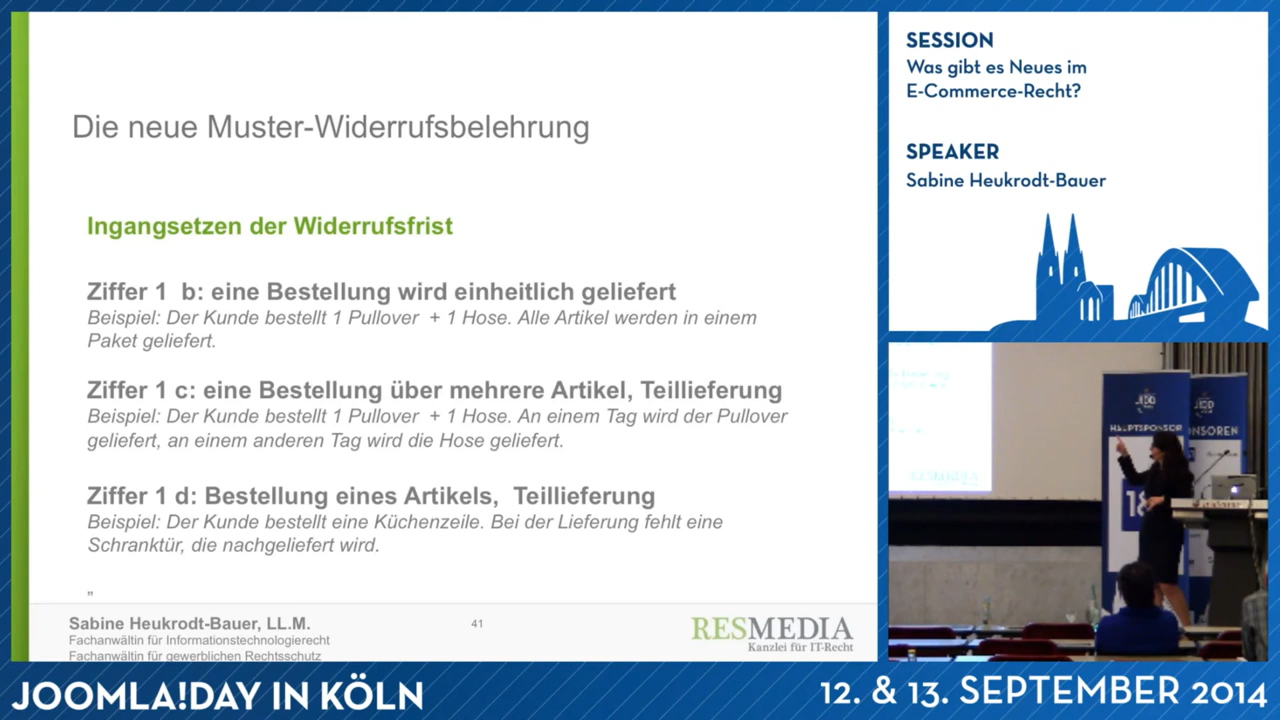 Die neue Muster-Widerrufsbelehrung
Ingangsetzen der Widerrufsfrist
Ziffer 1 b: eine Bestellung wird einheitlich geliefert
Beispiel: Der Kunde bestellt 1 Pullover + 1 Hose. Alle Artikel werden in einem
Paket geliefert.
Ziffer 1 c: eine Bestellung über mehrere Artikel, Teillieferung
Beispiel: Der Kunde bestellt 1 Pullover + 1 Hose. An einem Tag wird der Pullover
geliefert, an einem anderen Tag wird die Hose geliefert.
Ziffer 1 d: Bestellung eines Artikels, Teillieferung
Beispiel: Der Kunde bestellt eine Küchenzeile. Bei der Lieferung fehlt eine
Schranktür, die nachgeliefert wird.
"
Sabine Heukrodt-Bauer, LL.M.
Fachanwältin für Informationstechnologierecht
Fachanwältin für gewerblichen Rechtsschutz
41
RESMEDIA
Kanzlei für IT-Recht
SESSION
Was gibt es Neues im
E-Commerce-Recht?
SPEAKER
Sabine Heukrodt-Bauer
HAUPTSPONSOR
NSOREN
RESMEDIA
JOOMLA!DAY IN KÖLN
12. & 13. SEPTEMBER 2014